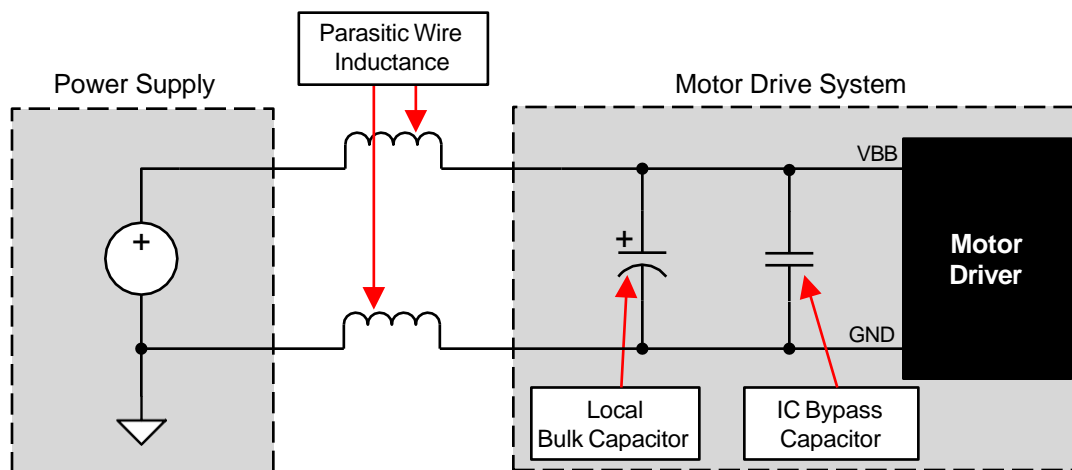 Parasitic Wire
Inductance
Power Supply
Motor Drive System
VBB
+
+
Motor
Driver
GND
Local
Bulk Capacitor
IC Bypass
Capacitor